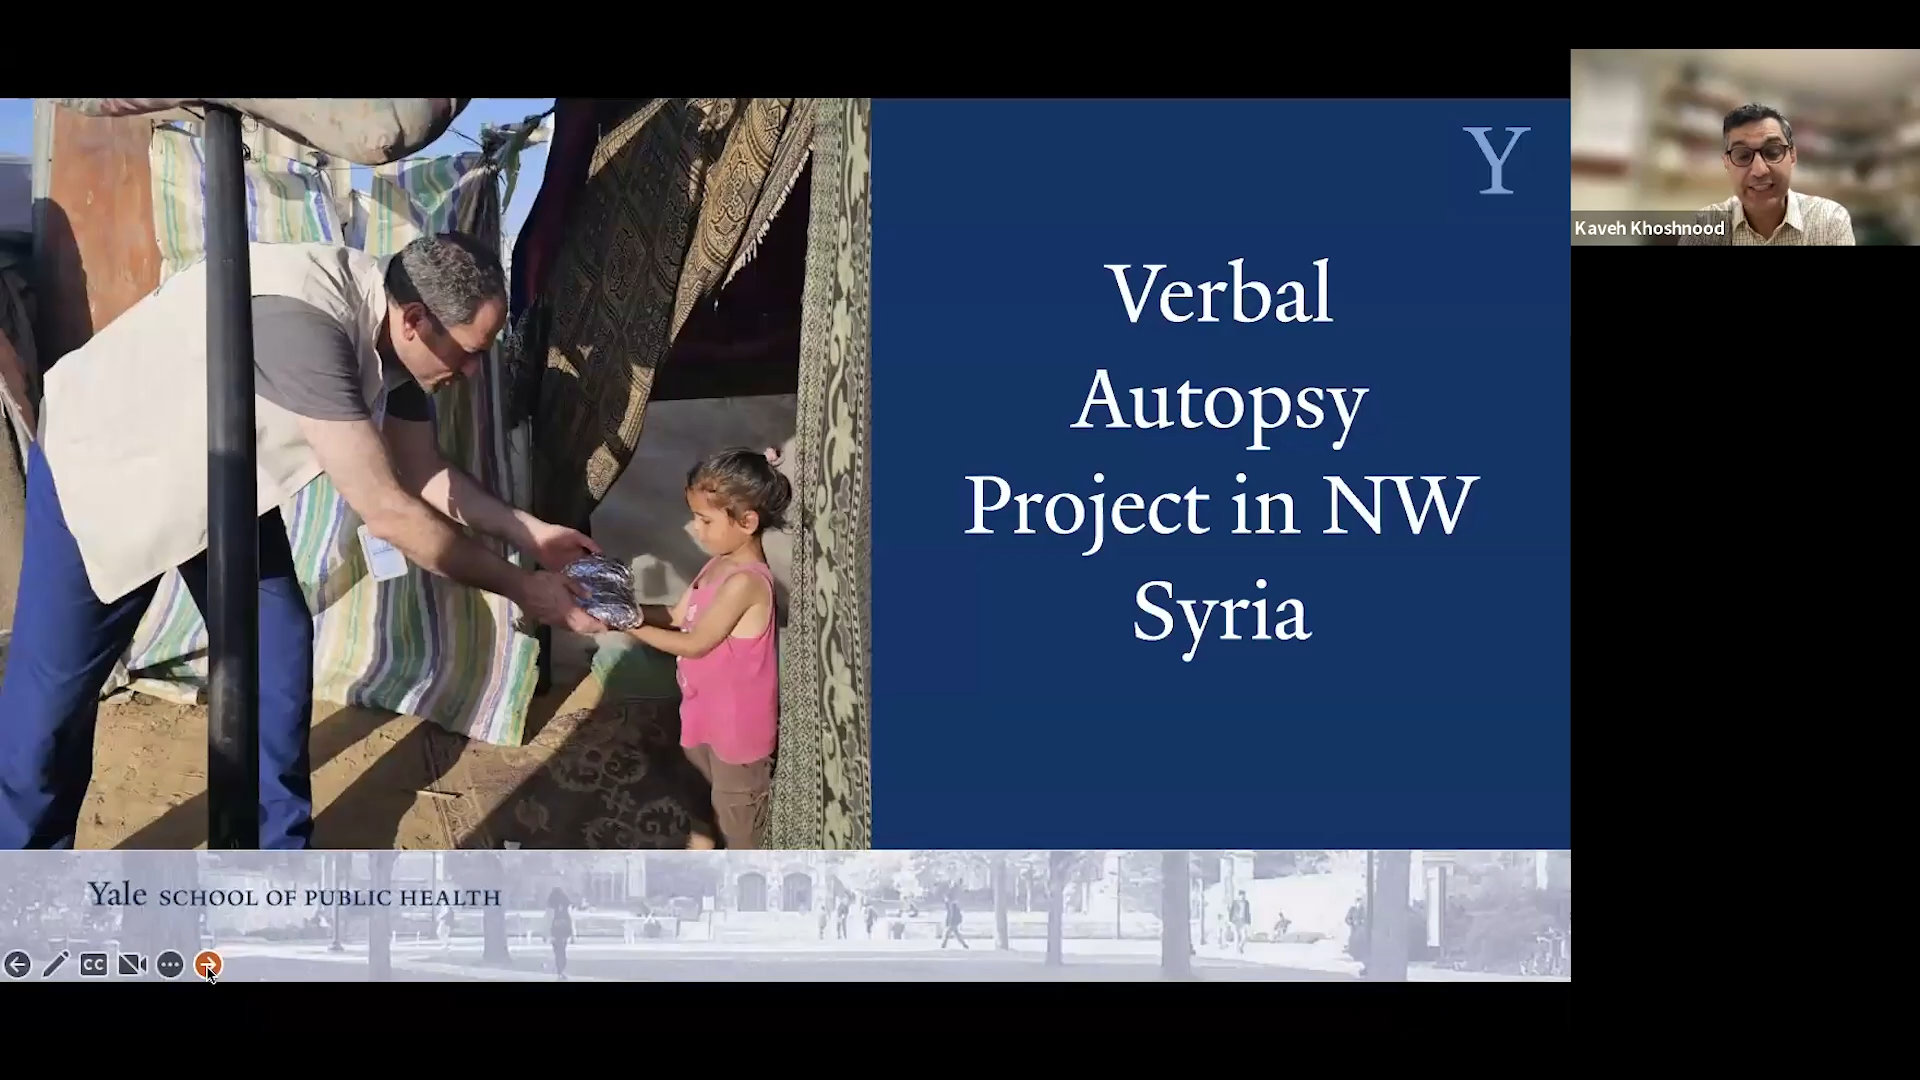 Y
Verbal
Autopsy
Project in NW
Syria
Kaveh Khoshnood
Yale SCHOOL OF PUBLIC HEALTH
CC